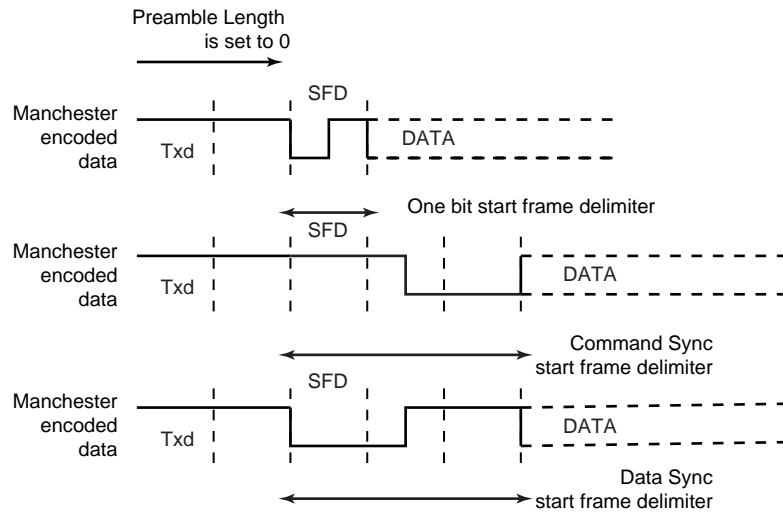 Preamble Length
is set to 0
SFD
Manchester
encoded
data
Txd
DATA
One bit start frame delimiter
SFD
Manchester
encoded
data
Txd
DATA
Command Sync
start frame delimiter
SFD
Manchester
encoded
data
Txd
DATA
Data Sync
start frame delimiter